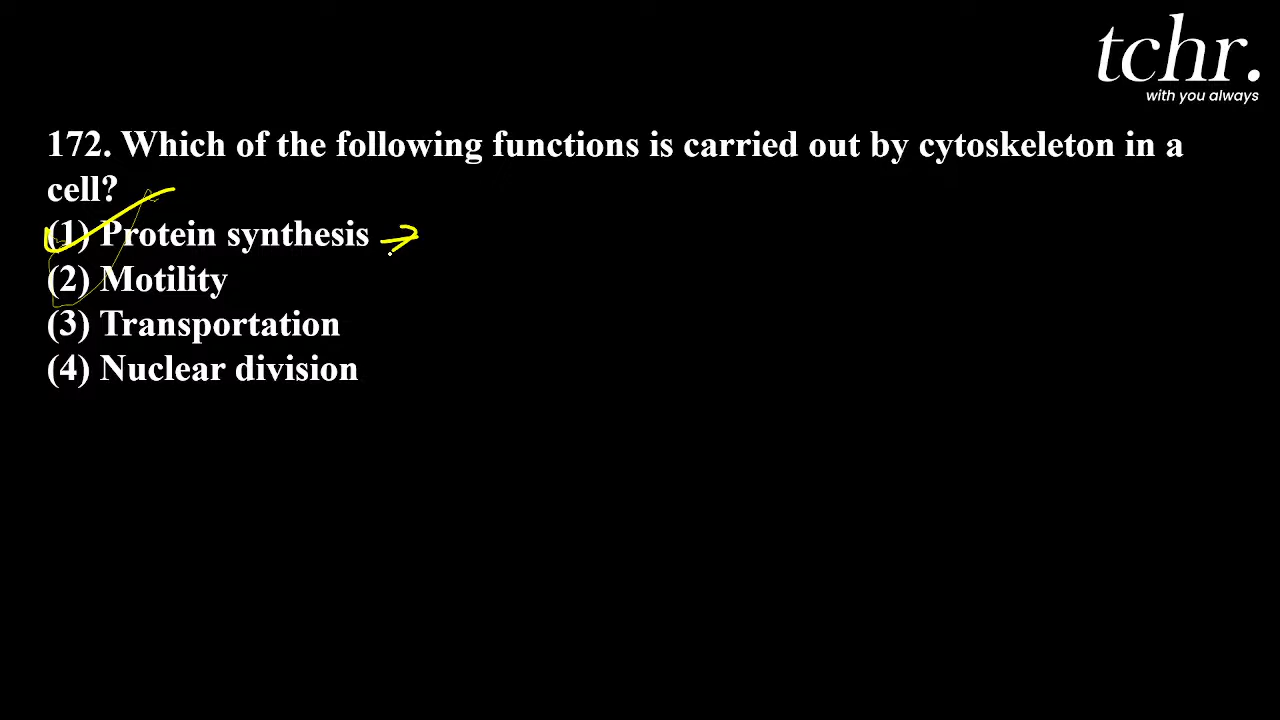 tchr.
with you always
172. Which of the following functions is carried out by cytoskeleton in a
cell?
(1) Protein synthesis
(2) Motility
(3) Transportation
(4) Nuclear division